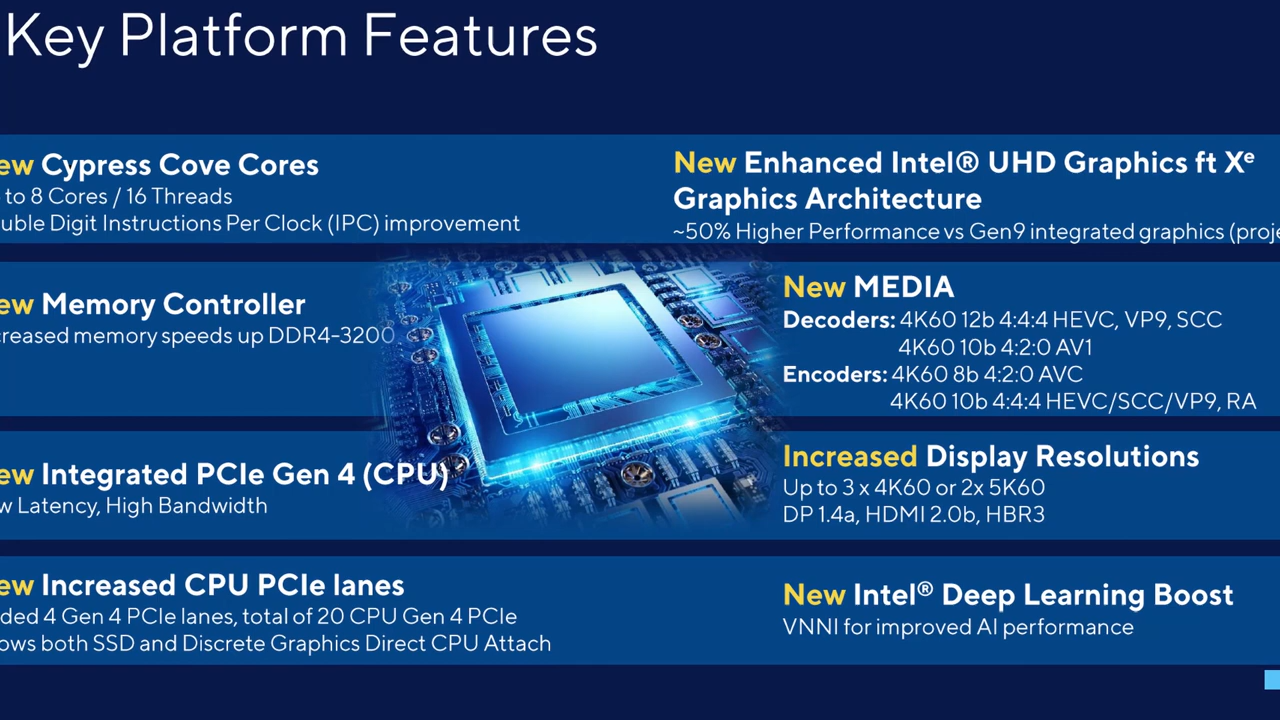 Key Platform Features
ew Cypress Cove Cores
to 8 Cores / 16 Threads
uble Digit Instructions Per Clock (IPC) improvement
ew Memory Controller
creased memory speeds up DDR4-3200
ew Integrated PCIe Gen 4 (CPU)
w Latency, High Bandwidth
ew Increased CPU PCIe lanes
ded 4 Gen 4 PCIe lanes, total of 20 CPU Gen 4 PCIe
ows both SSD and Discrete Graphics Direct CPU Attach
New Enhanced Intel® UHD Graphics ft Xᵉ
Graphics Architecture
~50% Higher Performance vs Gen9 integrated graphics (proje
New MEDIA
Decoders: 4K60 12b 4:4:4 HEVC, VP9, SCC
4K60 10b 4:2:0 AV1
Encoders: 4K60 8b 4:2:0 AVC
4K60 10b 4:4:4 HEVC/SCC/VP9, RA
Increased Display Resolutions
Up to 3 x 4K60 or 2x 5K60
DP 1.4a, HDMI 2.0b, HBR3
New Intel® Deep Learning Boost
VNNI for improved AI performance